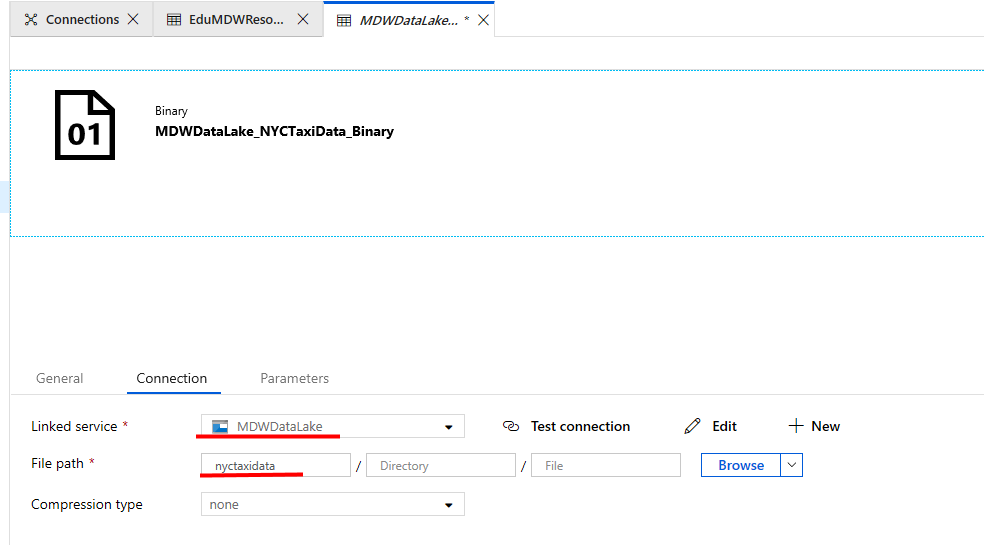 Connections EduMDWReso... MDWDataLake... *
01
Binary
MDWDataLake_NYCTaxiData_Binary
General Connection Parameters
Linked service * MDWDataLake Test connection Edit New
File path * nyctaxidata / Directory / File Browse
Compression type none